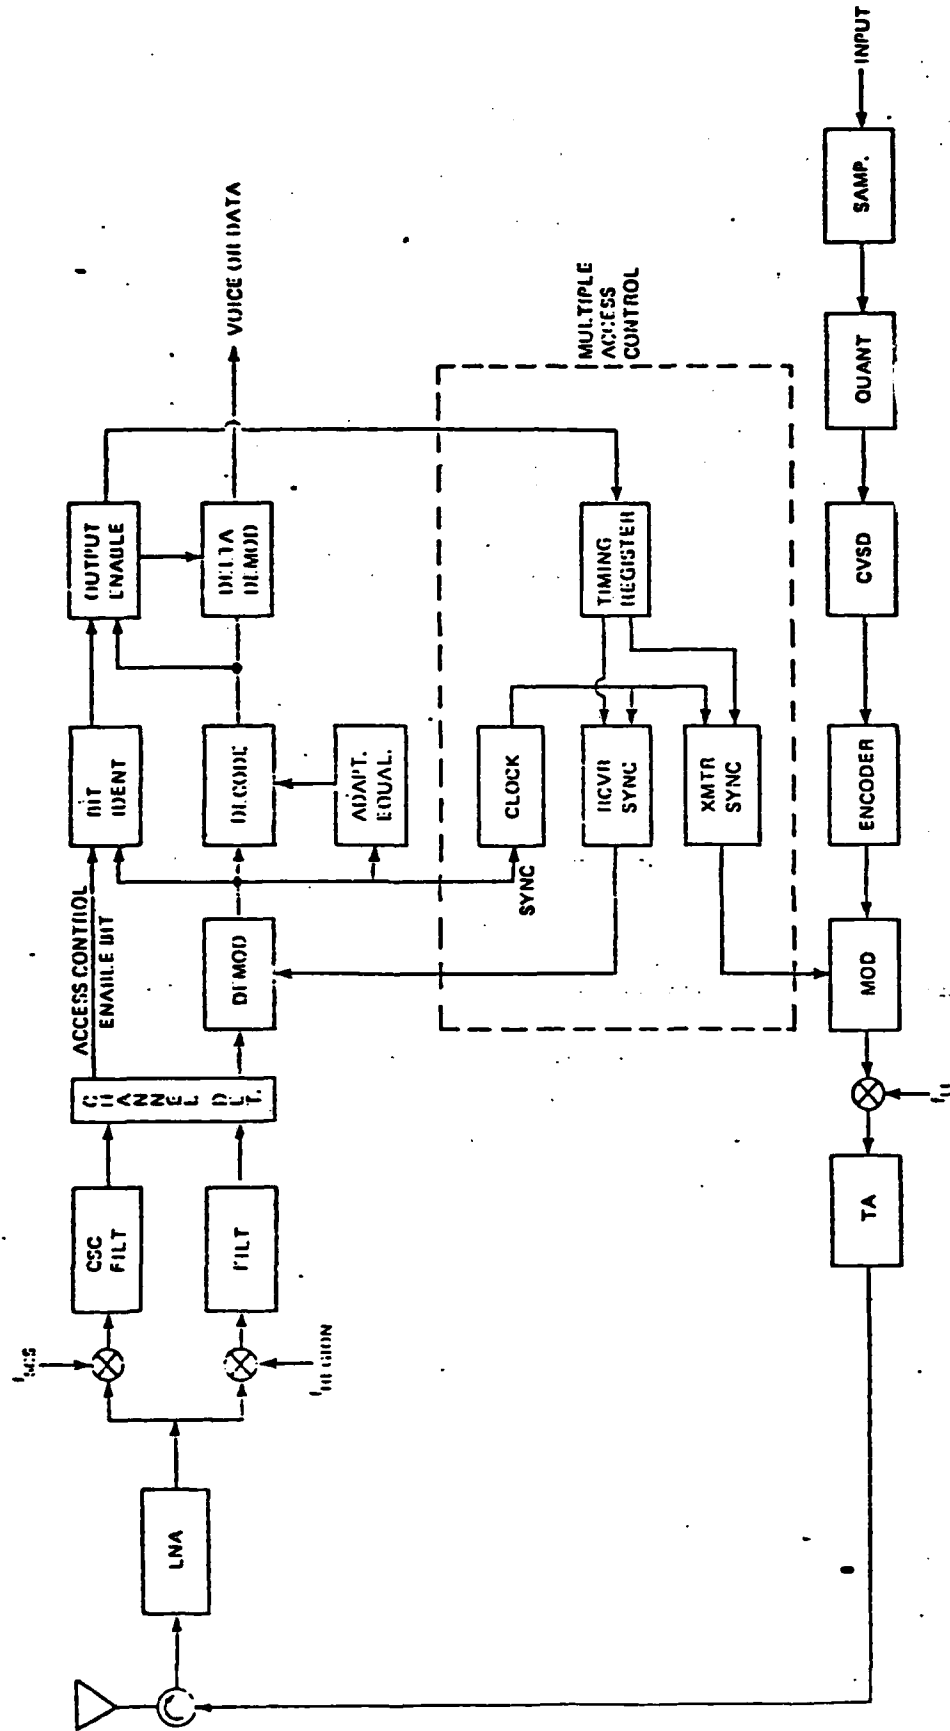 LNA
CSC
FILT
FILT
CHANNEL DET.
ACCESS CONTROL
ENABLE BIT
DEMOD
BIT
IDENT
DECODE
ADAPT.
EQUAL.
OUTPUT
ENABLE
DELTA
DEMOD
VOICE OR DATA
SYNC
CLOCK
RCVR
SYNC
XMTR
SYNC
TIMING
REGISTER
MULTIPLE
ACCESS
CONTROL
TA
MOD
ENCODER
CVSD
QUANT
SAMP.
INPUT
f REGION